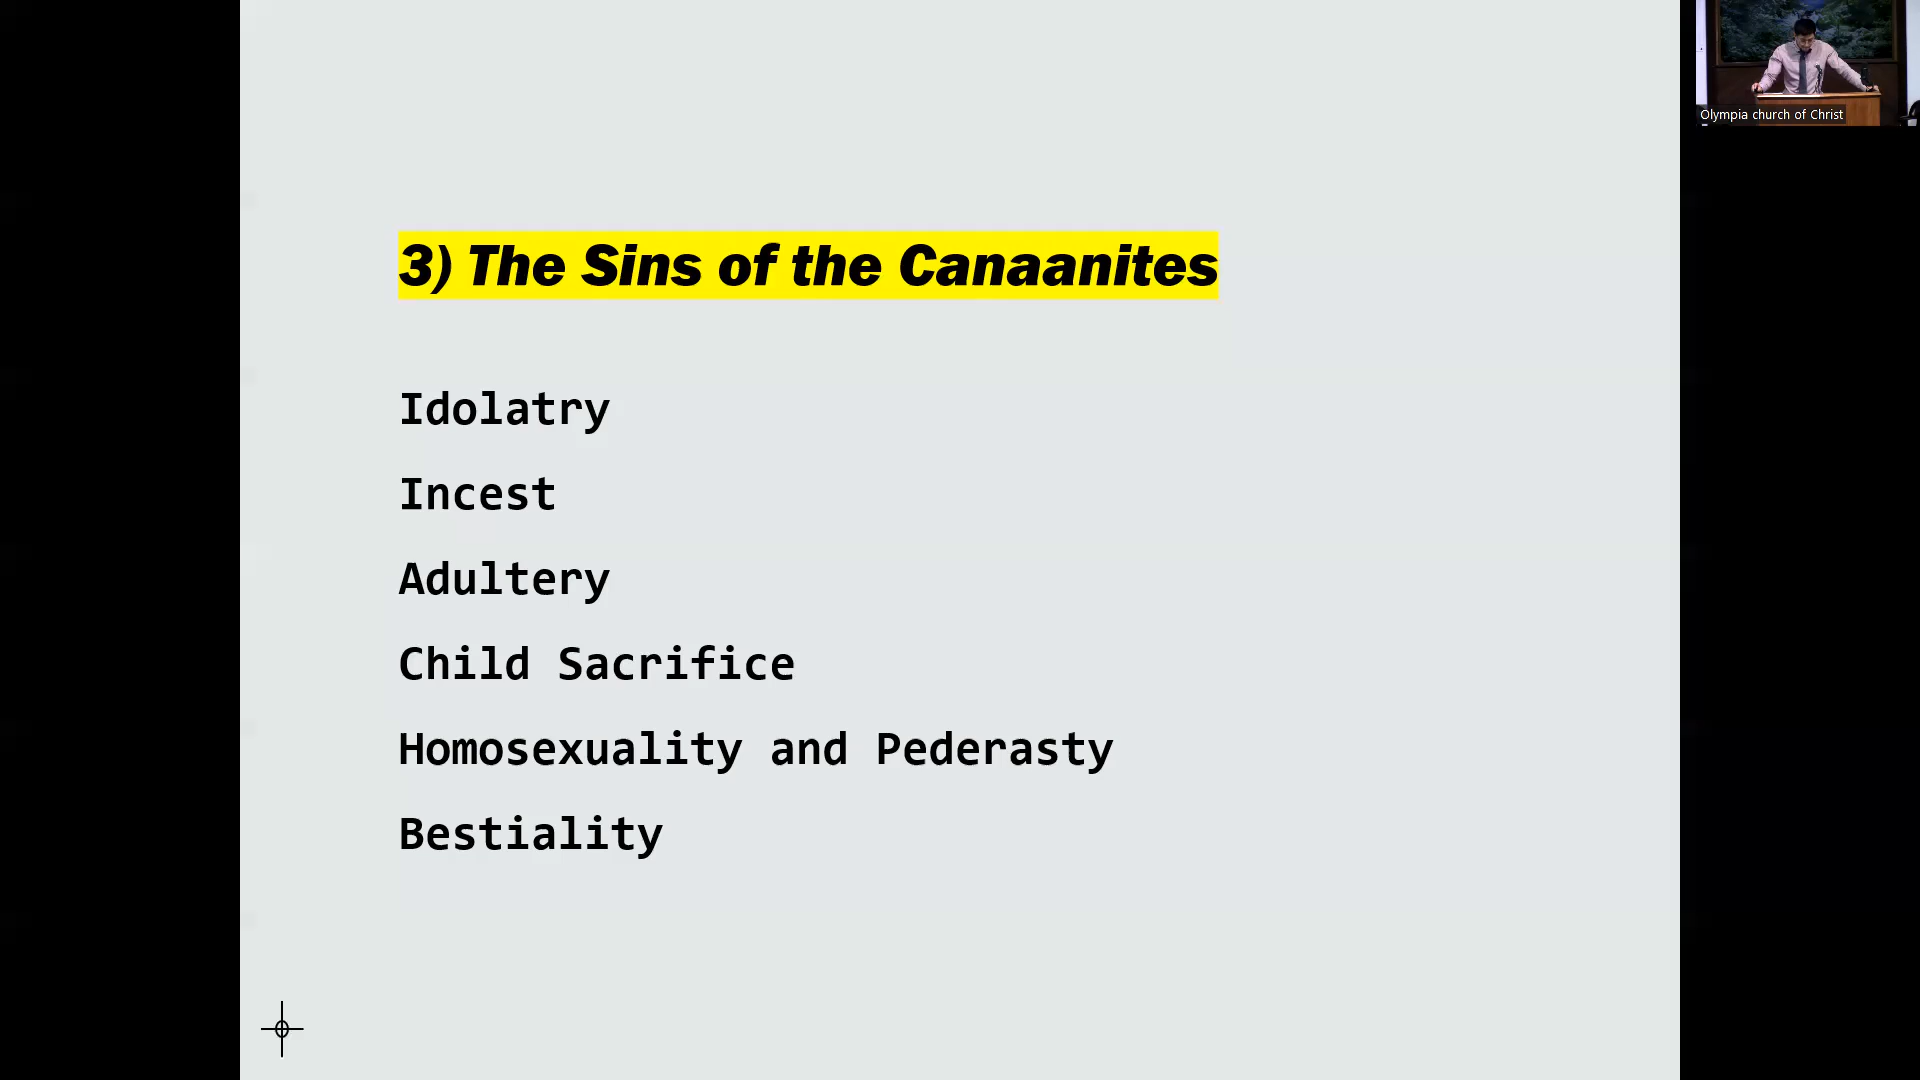 3) The Sins of the Canaanites
Idolatry
Incest
Adultery
Child Sacrifice
Homosexuality and Pederasty
Bestiality
Olympia church of Christ